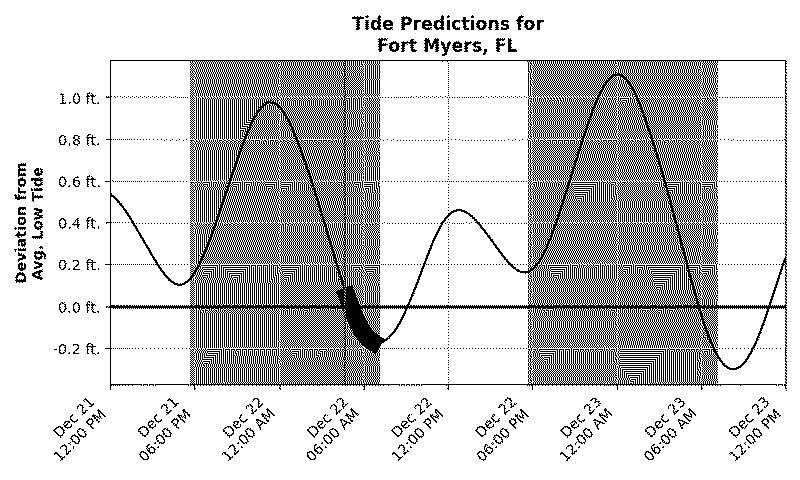 Tide Predictions for
Fort Myers, FL
Deviation from
Avg. Low Tide
1.0 ft.
0.8 ft.
0.6 ft.
0.4 ft.
0.2 ft.
0.0 ft.
-0.2 ft.
Dec 21
12:00 PM
Dec 21
06:00 PM
Dec 22
12:00 AM
Dec 22
06:00 AM
Dec 22
12:00 PM
Dec 22
06:00 PM
Dec 23
12:00 AM
Dec 23
06:00 AM
Dec 23
12:00 PM